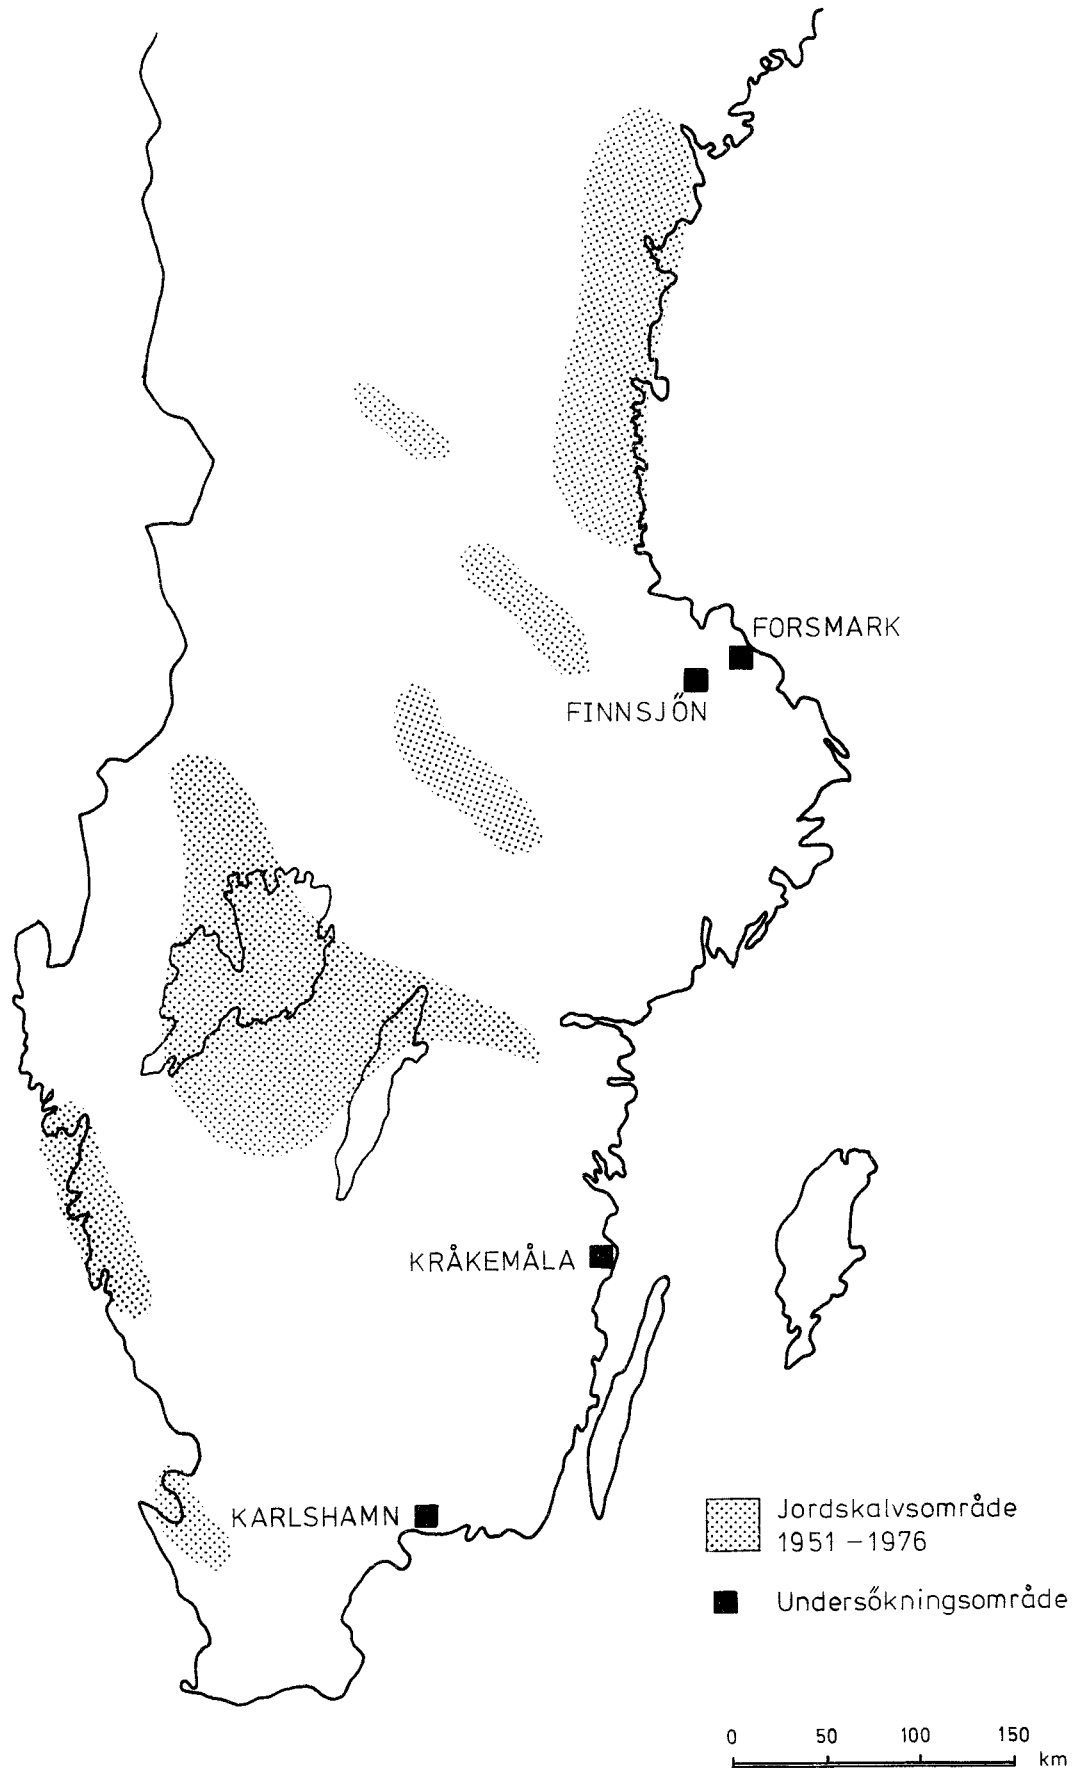 FORSMARK
FINNSJÖN
KRÅKEMÅLA
KARLSHAMN
Jordskalvsområde
1951 – 1976
Undersökningsområde
0 50 100 150
km